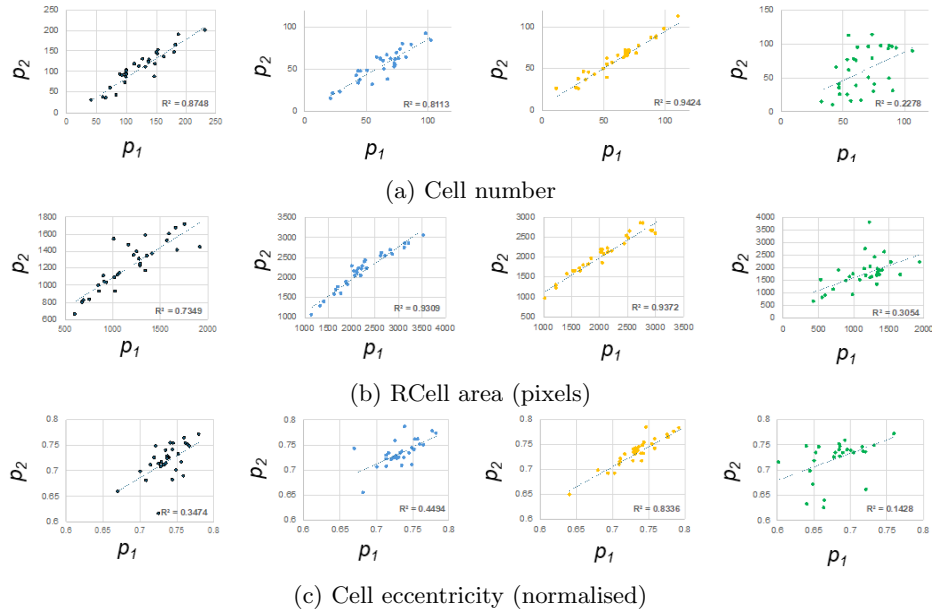 250
200
150
100
50
0
p2
0 50 100 150 200 250
R² = 0.8748
p1
100
50
0
p2
0 50 100
R² = 0.8113
p1
100
50
0
p2
0 50 100
R² = 0.9424
p1
150
100
50
0
p2
0 50 100
R² = 0.2278
p1
(a) Cell number
1800
1600
1400
1200
1000
800
600
p2
500 1000 1500 2000
R² = 0.7349
p1
3500
3000
2500
2000
1500
1000
p2
1000 1500 2000 2500 3000 3500 4000
R² = 0.9309
p1
3000
2500
2000
1500
1000
500
p2
1000 1500 2000 2500 3000 3500
R² = 0.9372
p1
4000
3500
3000
2500
2000
1500
1000
500
0
p2
0 500 1000 1500 2000
R² = 0.3054
p1
(b) RCell area (pixels)
0.8
0.75
0.7
0.65
0.6
p2
0.6 0.65 0.7 0.75 0.8
R² = 0.3474
p1
0.8
0.75
0.7
0.65
0.6
p2
0.6 0.65 0.7 0.75 0.8
R² = 0.4494
p1
0.8
0.75
0.7
0.65
0.6
p2
0.6 0.65 0.7 0.75 0.8
R² = 0.8336
p1
0.8
0.75
0.7
0.65
0.6
p2
0.6 0.65 0.7 0.75 0.8
R² = 0.1428
p1
(c) Cell eccentricity (normalised)